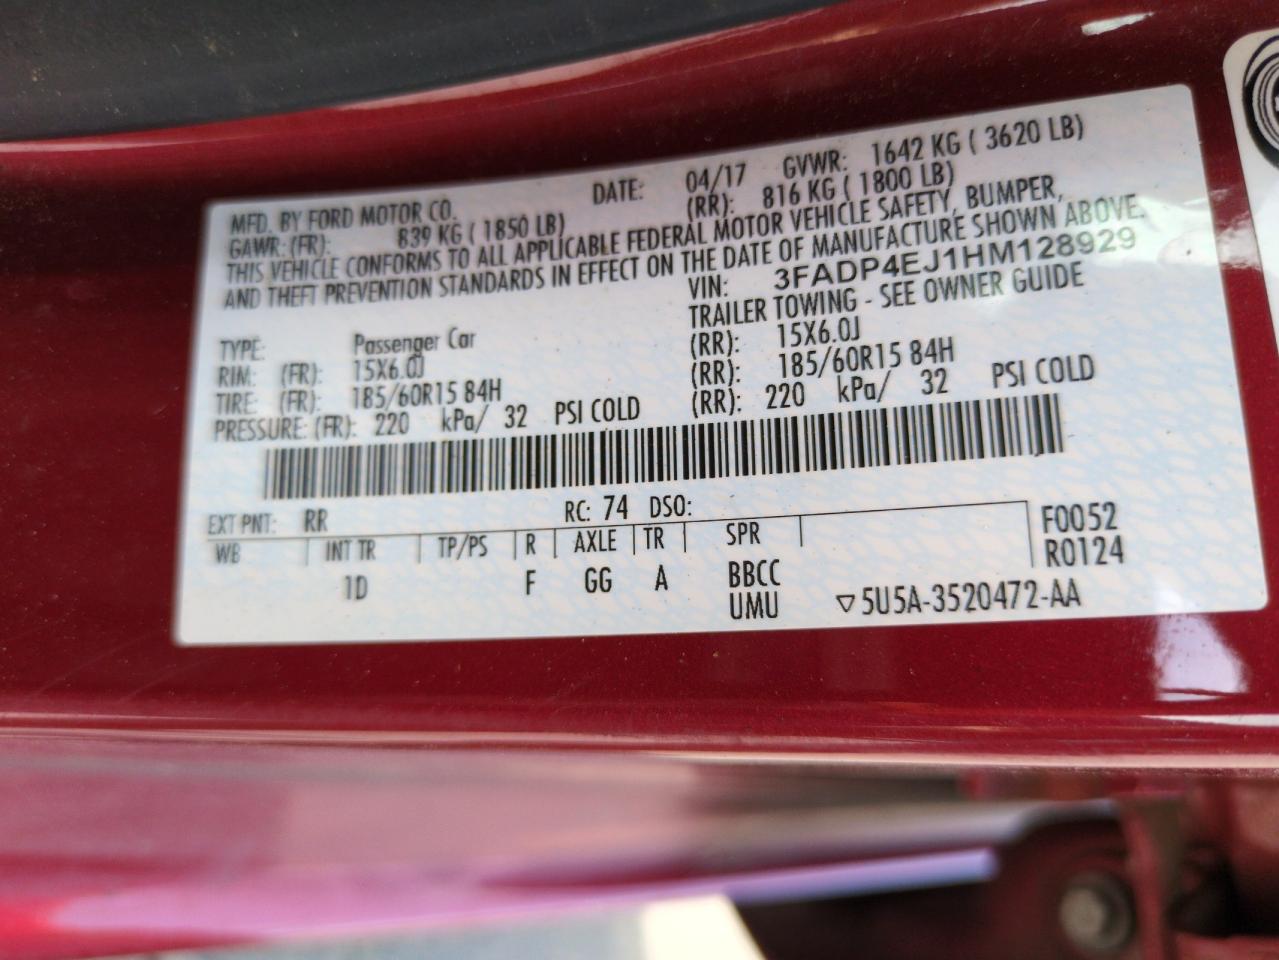 MFD. BY FORD MOTOR CO. DATE: 04/17 GVWR: 1642 KG ( 3620 LB)
GAWR: (FR): 839 KG ( 1850 LB) (RR): 816 KG ( 1800 LB)
THIS VEHICLE CONFORMS TO ALL APPLICABLE FEDERAL MOTOR VEHICLE SAFETY, BUMPER,
AND THEFT PREVENTION STANDARDS IN EFFECT ON THE DATE OF MANUFACTURE SHOWN ABOVE.
VIN: 3FADP4EJ1HM128929
TRAILER TOWING - SEE OWNER GUIDE
TYPE: Passenger Car
RIM: (FR): 15X6.0J (RR): 15X6.0J
TIRE: (FR): 185/60R15 84H (RR): 185/60R15 84H
PRESSURE: (FR): 220 kPa/ 32 PSI COLD (RR): 220 kPa/ 32 PSI COLD
EXT PNT: RR RC: 74 DSO:
WB INT TR TP/PS R AXLE TR SPR F0052
R0124
1D F GG A BBCC
UMU ▽5U5A-3520472-AA